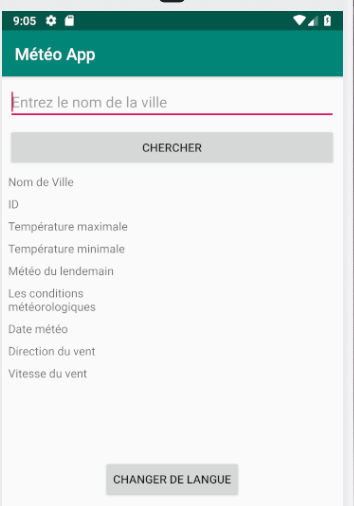 9:05
Météo App
Entrez le nom de la ville
CHERCHER
Nom de Ville
ID
Température maximale
Température minimale
Météo du lendemain
Les conditions
météorologiques
Date météo
Direction du vent
Vitesse du vent
CHANGER DE LANGUE